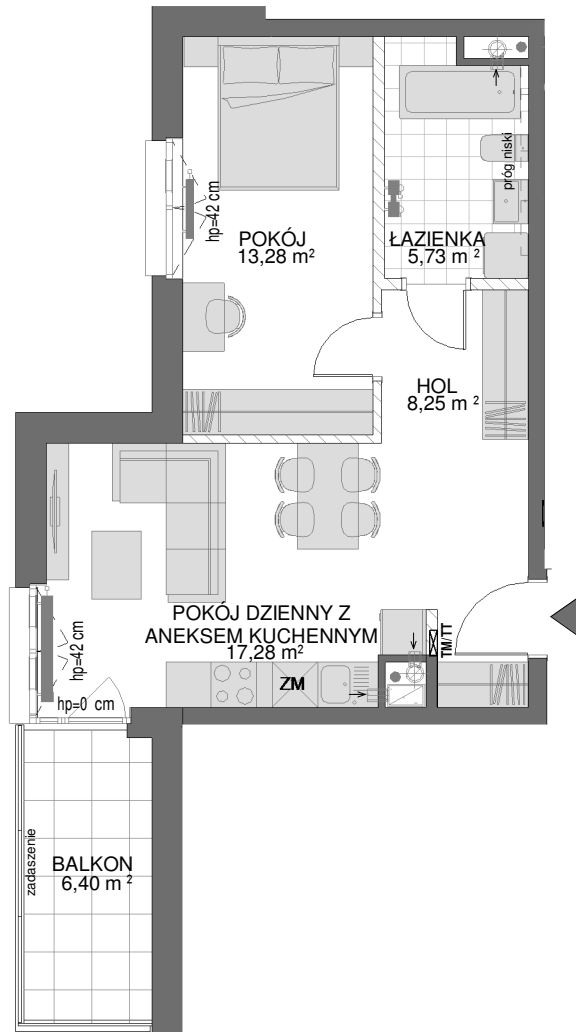 próg niski
hp=42 cm
POKÓJ
13,28 m²
ŁAZIENKA
5,73 m²
HOL
8,25 m²
POKÓJ DZIENNY Z
ANEKSEM KUCHENNYM
17,28 m²
TM/TT
hp=42 cm
hp=0 cm
ZM
zadaszenie
BALKON
6,40 m²